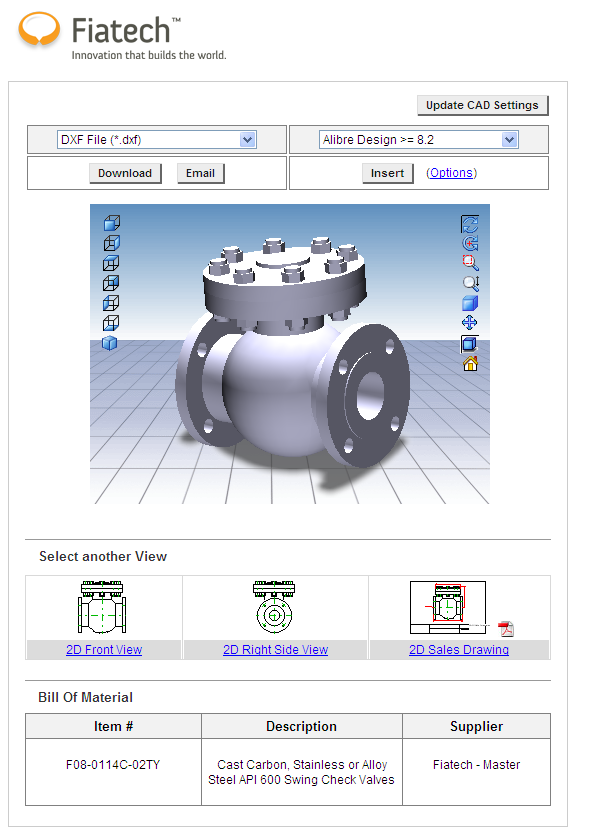 Fiatech™
Innovation that builds the world.
Update CAD Settings
DXF File (*.dxf)
Alibre Design >= 8.2
Download
Email
Insert
(Options)
Select another View
2D Front View
2D Right Side View
2D Sales Drawing
Bill Of Material
Item #
Description
Supplier
F08-0114C-02TY
Cast Carbon, Stainless or Alloy
Steel API 600 Swing Check Valves
Fiatech - Master